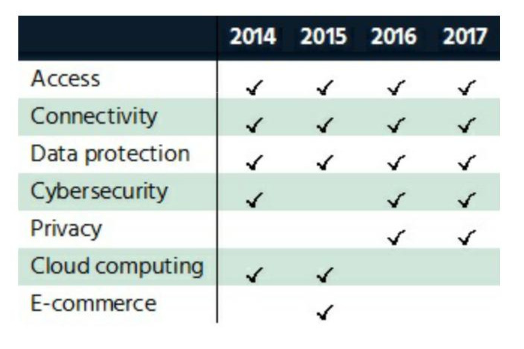 2014 2015 2016 2017
Access ✓ ✓ ✓ ✓
Connectivity ✓ ✓ ✓ ✓
Data protection ✓ ✓ ✓ ✓
Cybersecurity ✓ ✓ ✓
Privacy ✓ ✓
Cloud computing ✓ ✓
E-commerce ✓